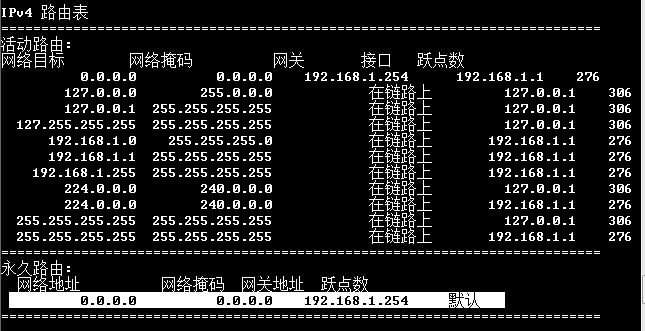 IPv4 路由表
===========================================================================
活动路由:
网络目标 网络掩码 网关 接口 跃点数
0.0.0.0 0.0.0.0 192.168.1.254 192.168.1.1 276
127.0.0.0 255.0.0.0 在链路上 127.0.0.1 306
127.0.0.1 255.255.255.255 在链路上 127.0.0.1 306
127.255.255.255 255.255.255.255 在链路上 127.0.0.1 306
192.168.1.0 255.255.255.0 在链路上 192.168.1.1 276
192.168.1.1 255.255.255.255 在链路上 192.168.1.1 276
192.168.1.255 255.255.255.255 在链路上 192.168.1.1 276
224.0.0.0 240.0.0.0 在链路上 127.0.0.1 306
224.0.0.0 240.0.0.0 在链路上 192.168.1.1 276
255.255.255.255 255.255.255.255 在链路上 127.0.0.1 306
255.255.255.255 255.255.255.255 在链路上 192.168.1.1 276
===========================================================================
永久路由:
网络地址 网络掩码 网关地址 跃点数
0.0.0.0 0.0.0.0 192.168.1.254 默认
===========================================================================